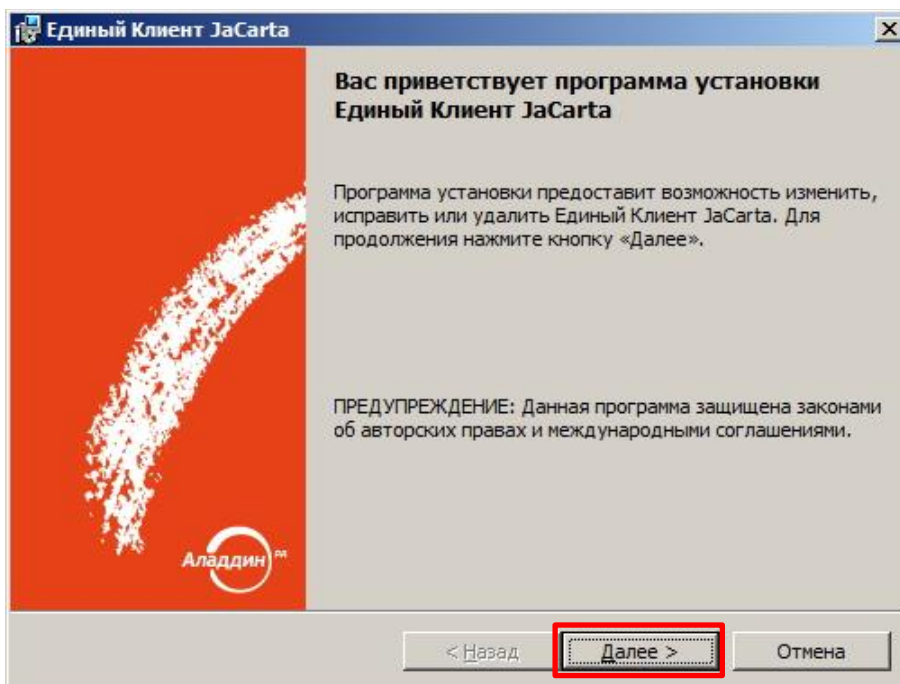 Единый Клиент JaCarta
Вас приветствует программа установки
Единый Клиент JaCarta
Программа установки предоставит возможность изменить,
исправить или удалить Единый Клиент JaCarta. Для
продолжения нажмите кнопку «Далее».
ПРЕДУПРЕЖДЕНИЕ: Данная программа защищена законами
об авторских правах и международными соглашениями.
Аладдин
< Назад
Далее >
Отмена